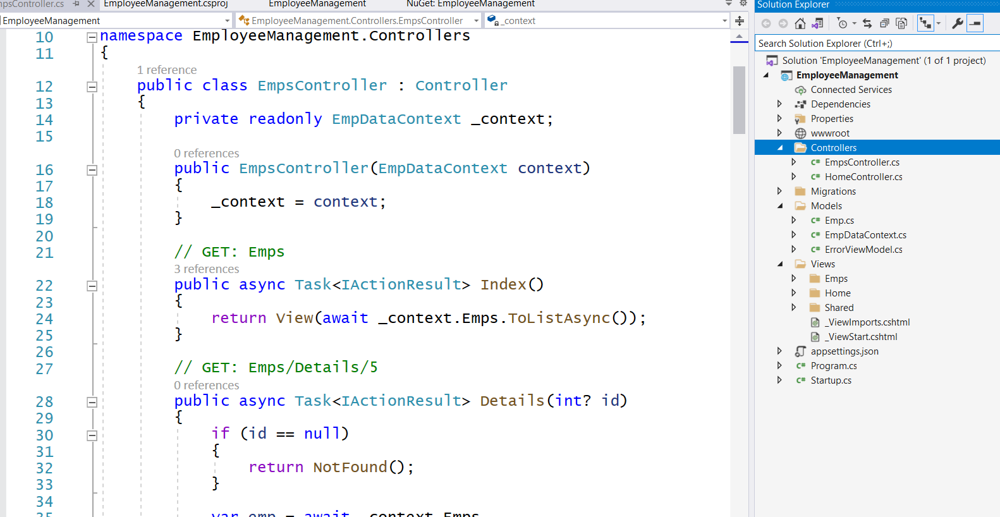 EmployeeManagement.csproj EmployeeManagement NuGet: EmployeeManagement
EmployeeManagement EmployeeManagement.Controllers.EmpsController _context
10 namespace EmployeeManagement.Controllers
11 {
1 reference
12 public class EmpsController : Controller
13 {
14 private readonly EmpDataContext _context;
15
0 references
16 public EmpsController(EmpDataContext context)
17 {
18 _context = context;
19 }
20
21 // GET: Emps
3 references
22 public async Task<IActionResult> Index()
23 {
24 return View(await _context.Emps.ToListAsync());
25 }
26
27 // GET: Emps/Details/5
0 references
28 public async Task<IActionResult> Details(int? id)
29 {
30 if (id == null)
31 {
32 return NotFound();
33 }
34
35 var emp = await _context.Emps
Solution Explorer
Search Solution Explorer (Ctrl+;)
Solution 'EmployeeManagement' (1 of 1 project)
EmployeeManagement
Connected Services
Dependencies
Properties
wwwroot
Controllers
C# EmpsController.cs
C# HomeController.cs
Migrations
Models
C# Emp.cs
C# EmpDataContext.cs
C# ErrorViewModel.cs
Views
Emps
Home
Shared
_ViewImports.cshtml
_ViewStart.cshtml
appsettings.json
C# Program.cs
C# Startup.cs